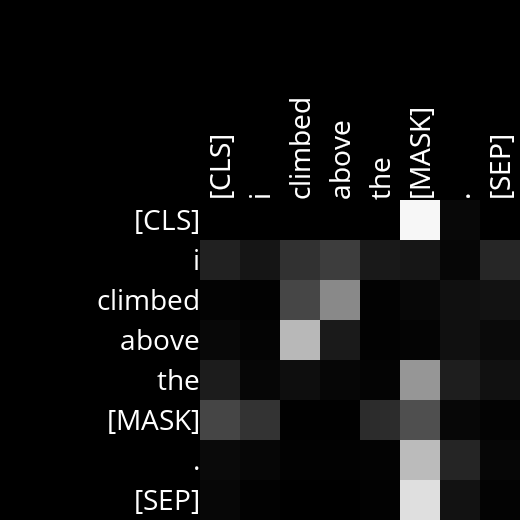 [CLS] i climbed above the [MASK] . [SEP]
[CLS]
i
climbed
above
the
[MASK]
.
[SEP]